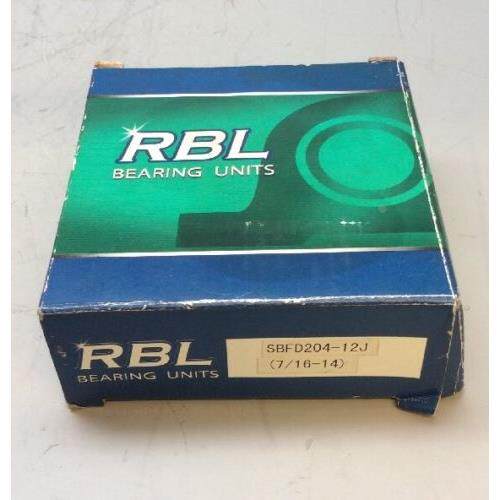 RBL
BEARING UNITS
RBL
BEARING UNITS
SBFD204-12J
(7/16-14)